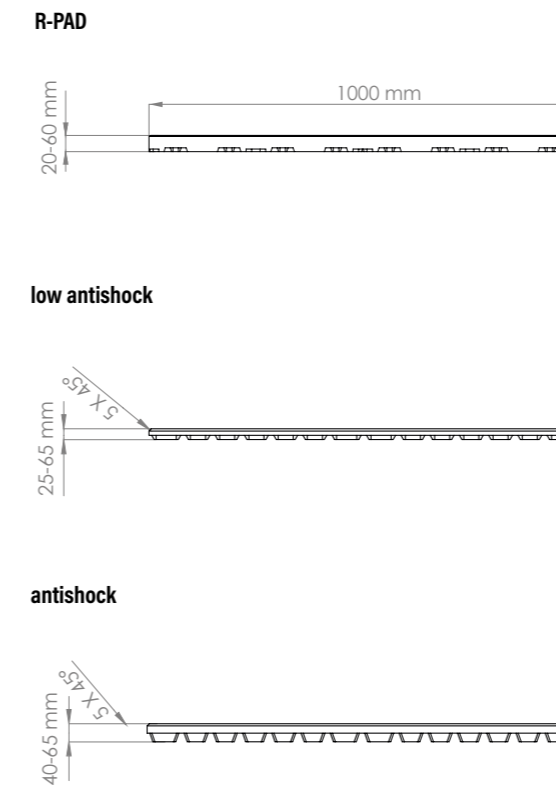 R-PAD
1000 mm
20-60 mm
low antishock
5 X 45°
25-65 mm
antishock
5 X 45°
40-65 mm